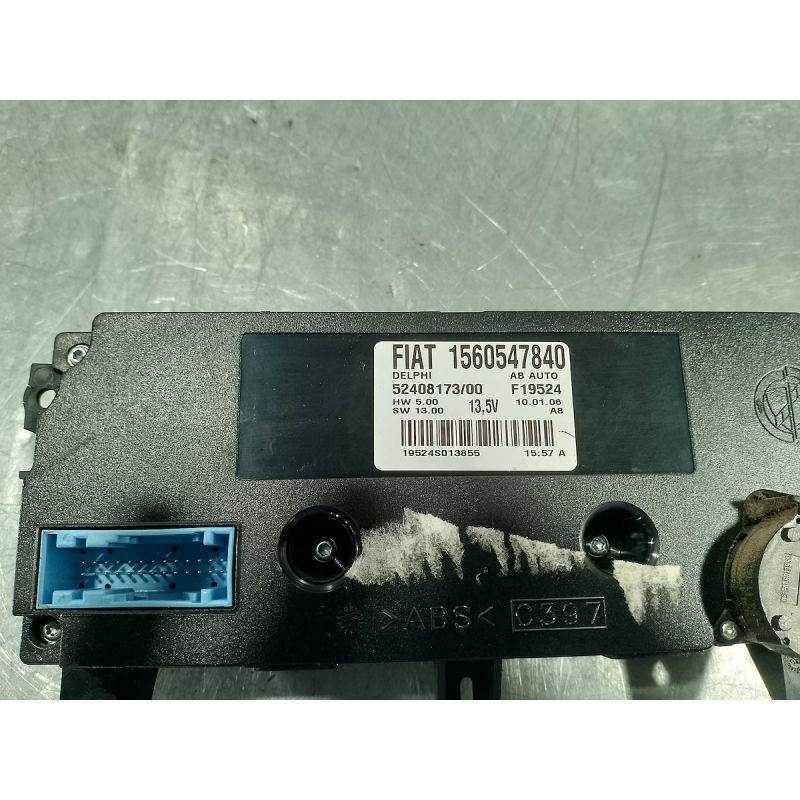 FIAT 1560547840
DELPHI AB AUTO
52408173/00 F19524
HW 5.00 13,5V 10.01.06
SW 13.00 A8
19524S013855 15:57 A
>ABS< C397